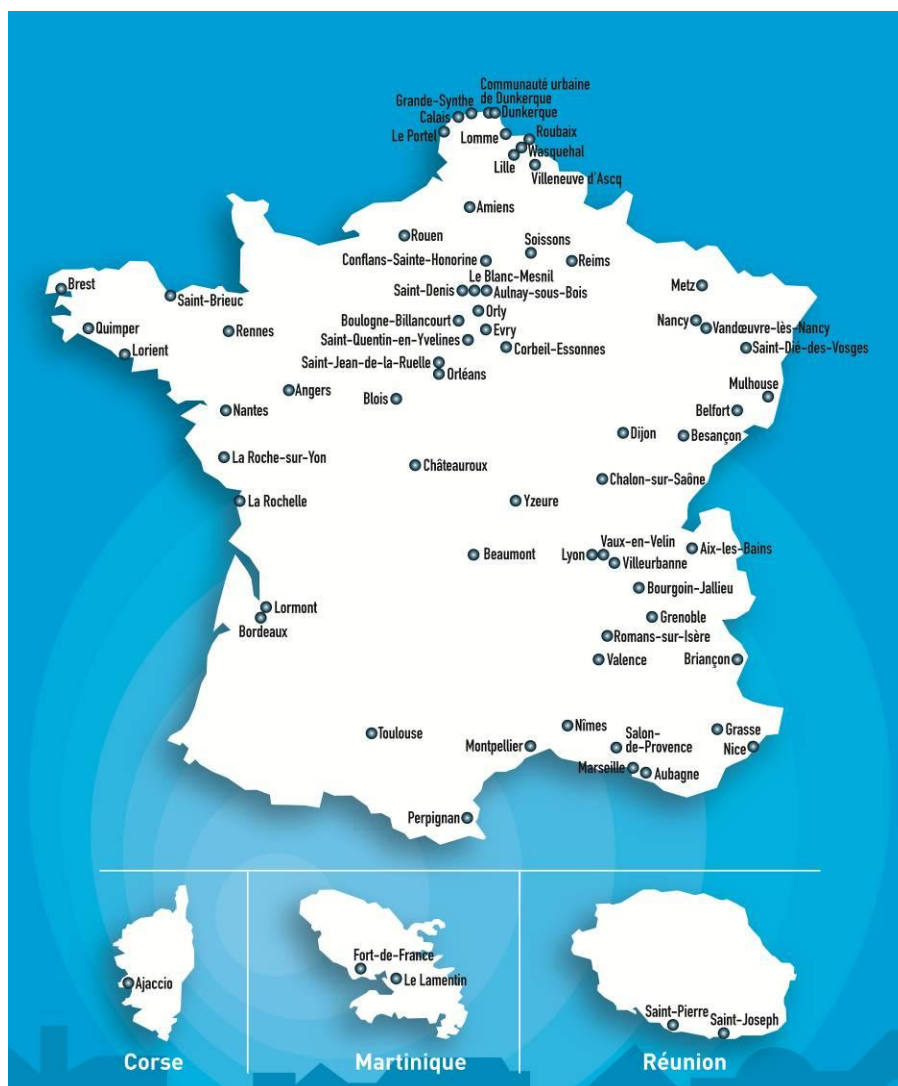 Communauté urbaine
de Dunkerque
Grande-Synthe
Calais
Dunkerque
Le Portel
Lomme
Roubaix
Wasquehal
Lille
Villeneuve d'Ascq
Amiens
Rouen
Soissons
Conflans-Sainte-Honorine
Reims
Le Blanc-Mesnil
Saint-Denis
Aulnay-sous-Bois
Metz
Brest
Saint-Brieuc
Orly
Boulogne-Billancourt
Nancy
Vandœuvre-lès-Nancy
Quimper
Rennes
Evry
Saint-Quentin-en-Yvelines
Corbeil-Essonnes
Saint-Dié-des-Vosges
Lorient
Saint-Jean-de-la-Ruelle
Orléans
Angers
Mulhouse
Blois
Nantes
Belfort
Dijon
Besançon
La Roche-sur-Yon
Châteauroux
Chalon-sur-Saône
La Rochelle
Yzeure
Beaumont
Lyon
Vaux-en-Velin
Aix-les-Bains
Villeurbanne
Bourgoin-Jallieu
Lormont
Bordeaux
Grenoble
Romans-sur-Isère
Valence
Briançon
Toulouse
Nîmes
Grasse
Montpellier
Salon-
de-Provence
Nice
Marseille
Aubagne
Perpignan
Ajaccio
Fort-de-France
Le Lamentin
Saint-Pierre
Saint-Joseph
Corse
Martinique
Réunion